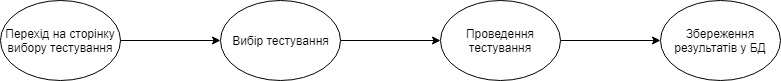 Перехід на сторінку
вибору тестування
Вибір тестування
Проведення
тестування
Збереження
результатів у БД